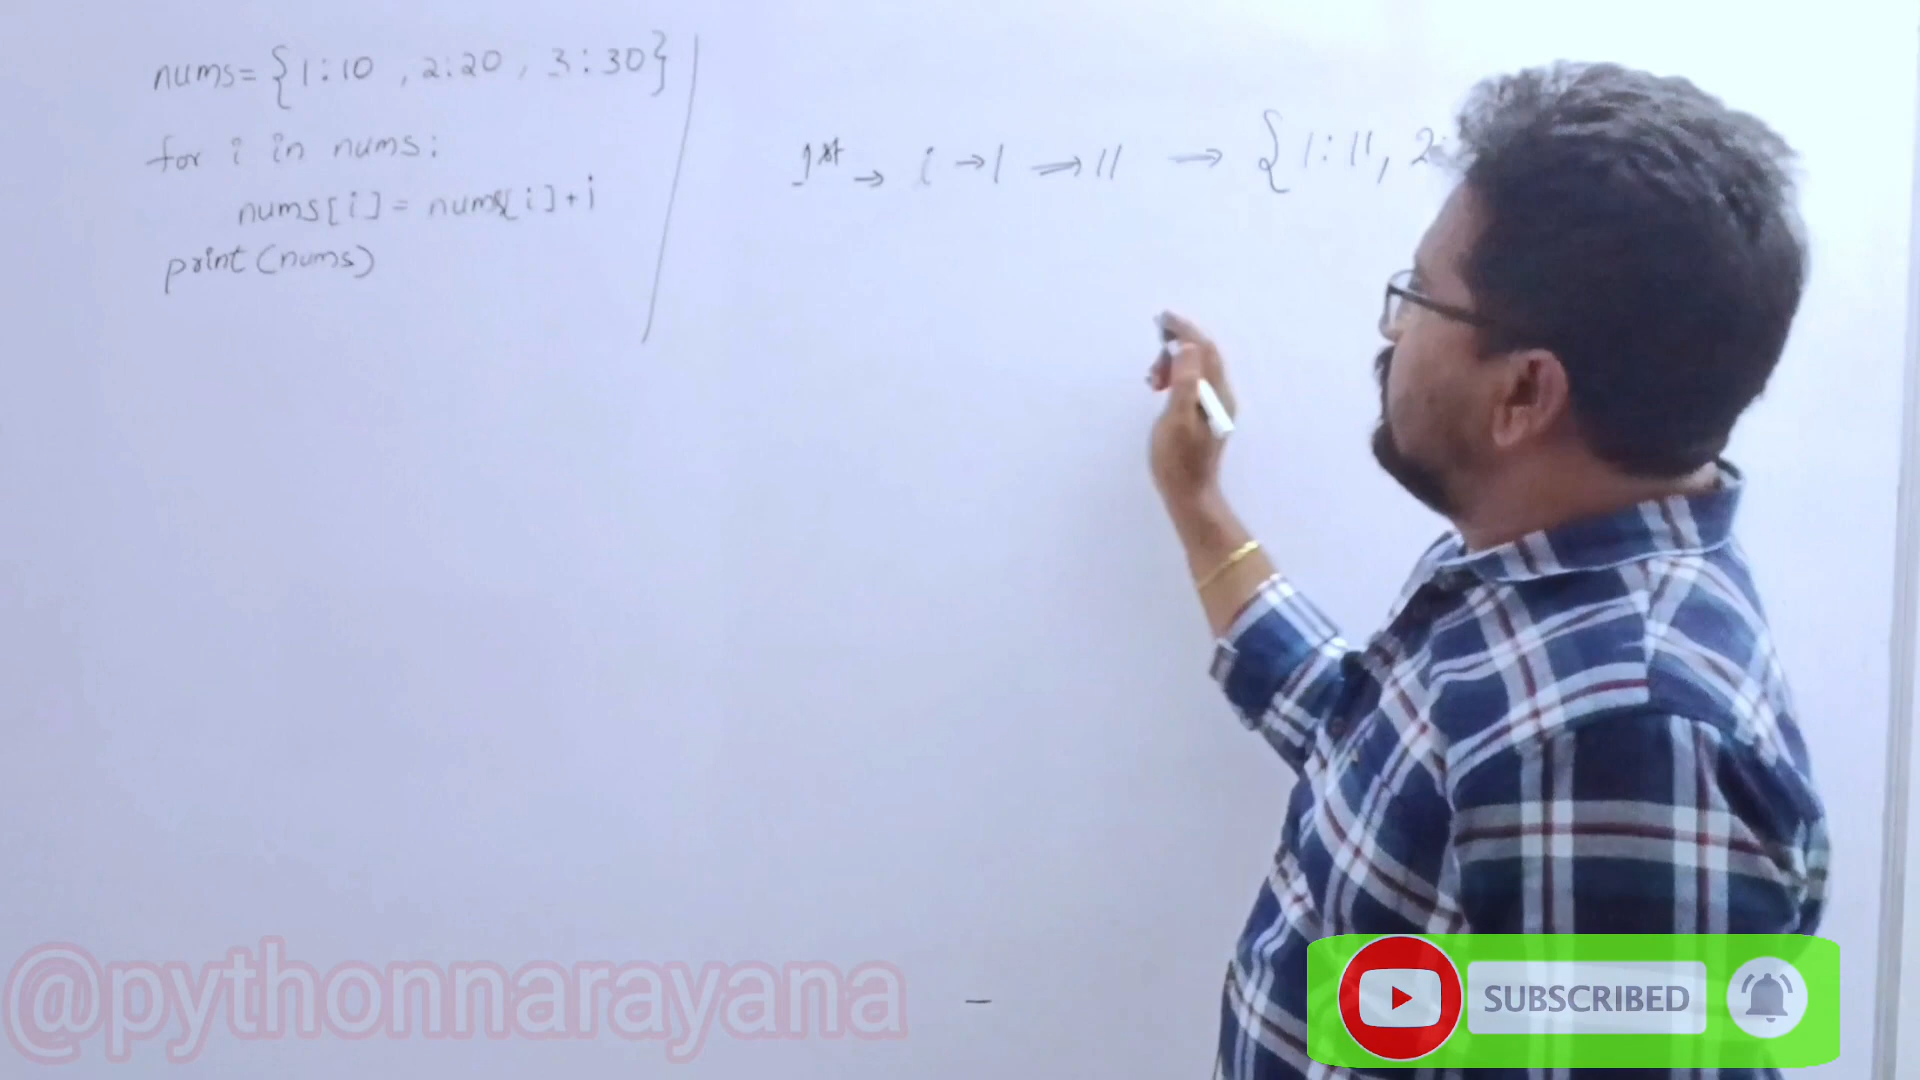 nums={1:10 ,2:20, 3:30}
for i in nums:
nums[i]= nums[i]+i
print(nums)
1st → i →1 ⇒ 11 → {1:11, 2:
@pythonnarayana
SUBSCRIBED